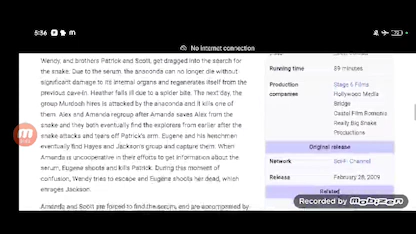 5:36
No internet connection
Wendy, and brothers Patrick and Scott, get dragged into the search for
the snake. Due to the serum, the anaconda can no longer die without
significant damage to its internal organs and regenerates itself from the
previous cave-in. Heather falls ill due to a spider bite. The next day, the
group Murdoch hires is attacked by the anaconda and it kills one of
them. Alex and Amanda regroup after Amanda saves Alex from the
snake and they both eventually find the explorers from earlier after the
snake attacks and tears off Patrick's arm. Eugene and his henchmen
eventually find Hayes and Jackson's group and capture them. When
Amanda is uncooperative in their efforts to get information about the
serum, Eugene shoots and kills Patrick. During this moment of
confusion, Wendy tries to escape and Eugene shoots her dead, which
enrages Jackson.
Amanda and Scott are forced to find the serum, and are accompanied by
Running time
89 minutes
Production
companies
Stage 6 Films
Hollywood Media
Bridge
Castel Film Romania
Really Big Snake
Productions
Original release
Network
Sci-Fi Channel
Release
February 28, 2009
Related
Recorded by Mobizen